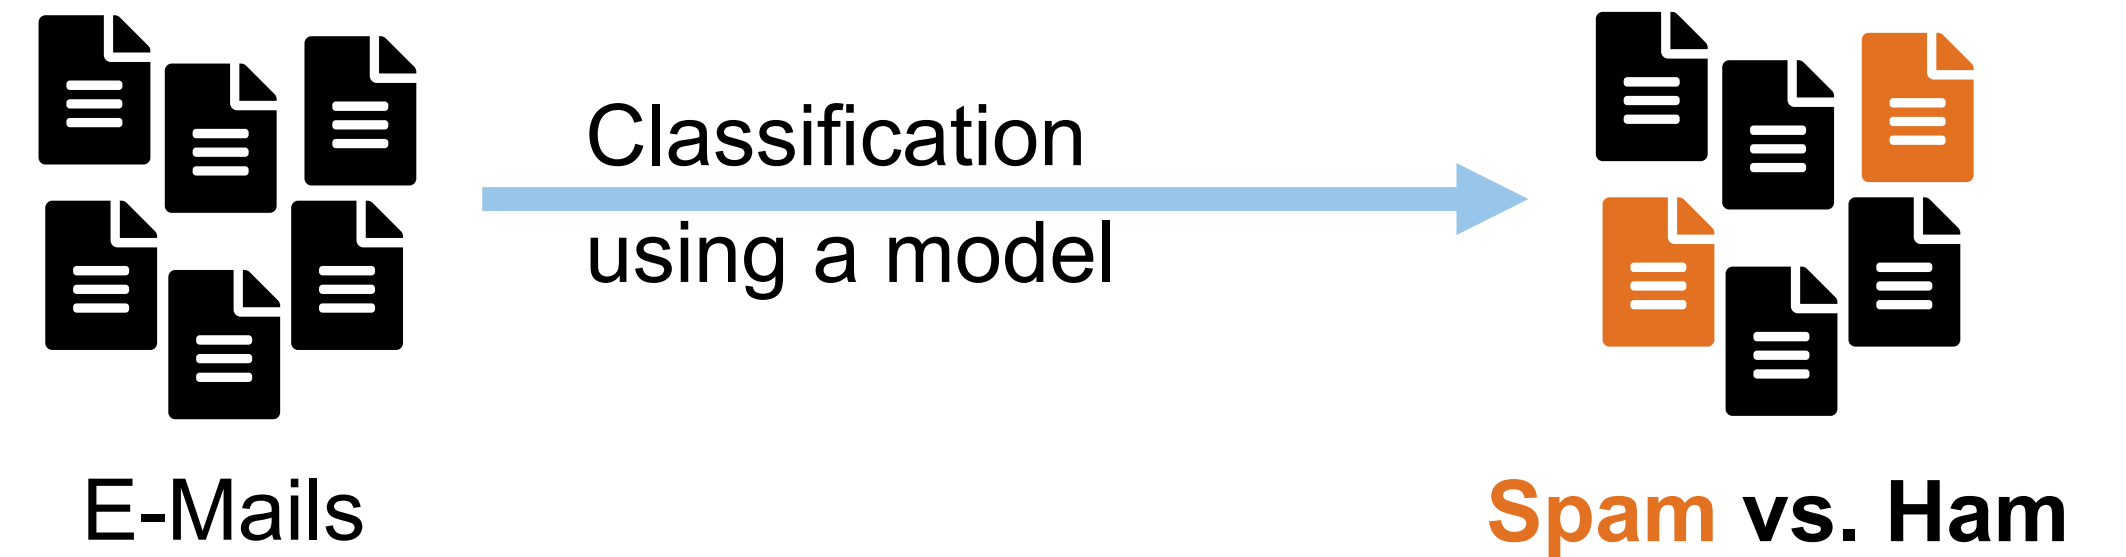 Classification
using a model
E-Mails
Spam vs. Ham